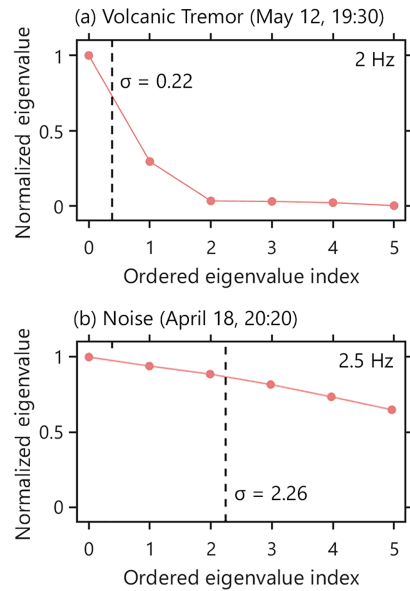 (a) Volcanic Tremor (May 12, 19:30)
1
2 Hz
σ = 0.22
0.5
0
Normalized eigenvalue
0 1 2 3 4 5
Ordered eigenvalue index
(b) Noise (April 18, 20:20)
1
2.5 Hz
0.5
σ = 2.26
0
Normalized eigenvalue
0 1 2 3 4 5
Ordered eigenvalue index